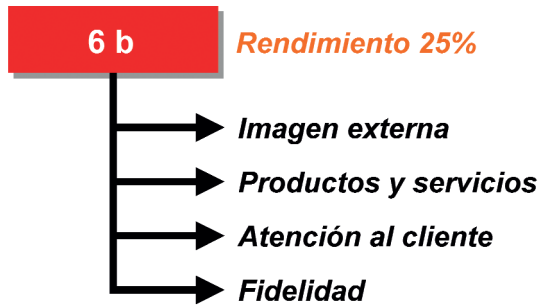 6 b
Rendimiento 25%
Imagen externa
Productos y servicios
Atención al cliente
Fidelidad